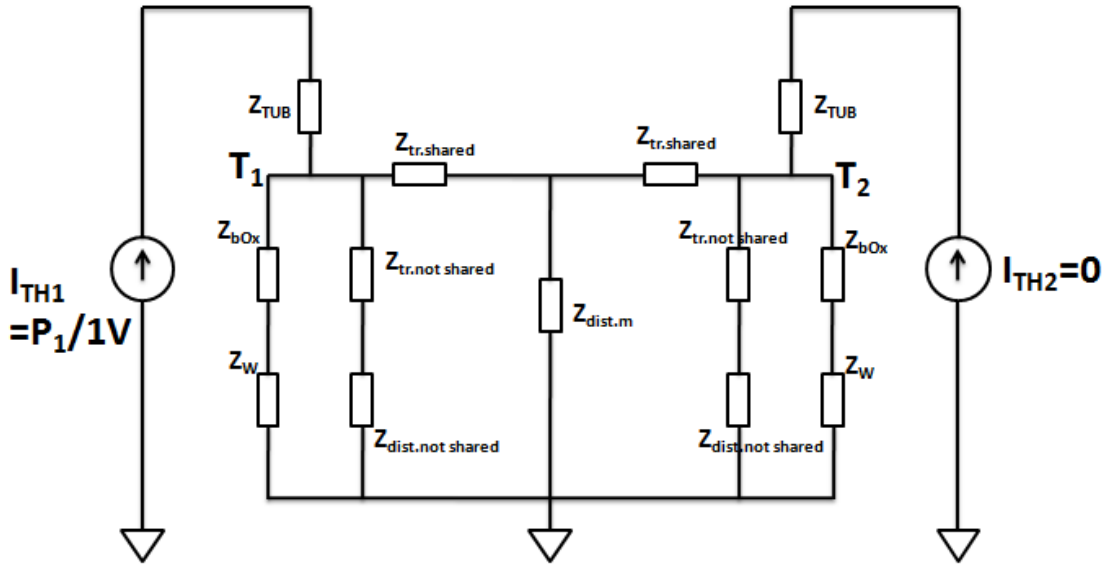 Z_TUB
Z_TUB
Z_tr.shared
Z_tr.shared
T_1
T_2
Z_bOx
Z_tr.not shared
Z_tr.not shared
Z_bOx
I_TH1
=P_1/1V
I_TH2=0
Z_dist.m
Z_W
Z_W
Z_dist.not shared
Z_dist.not shared